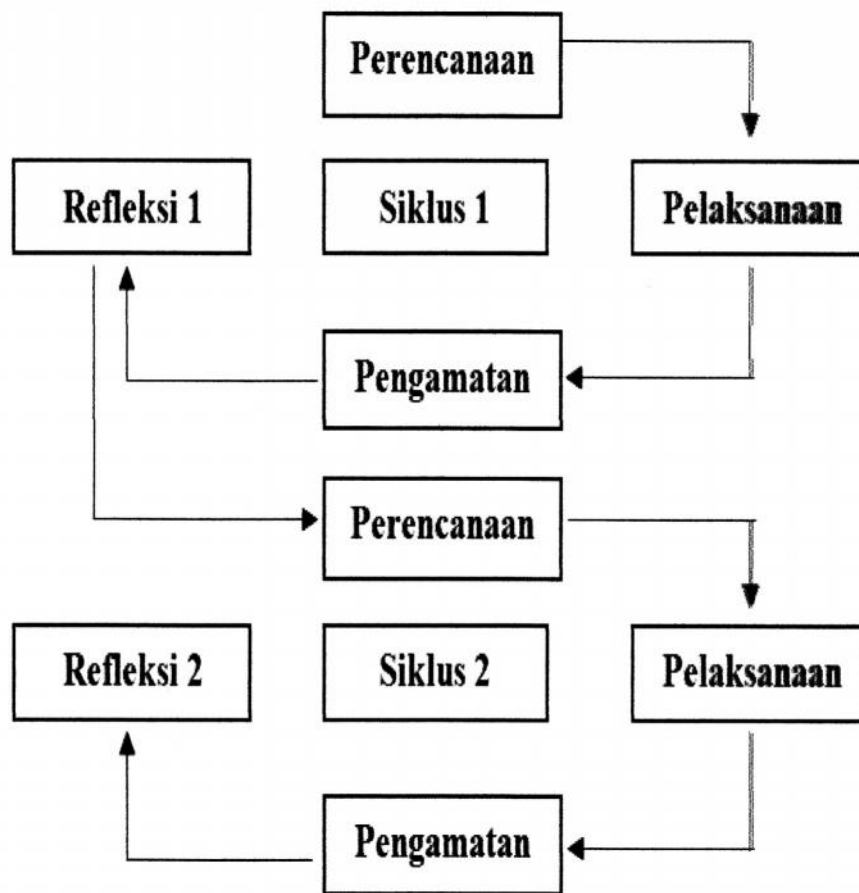 Perencanaan
Refleksi 1
Siklus 1
Pelaksanaan
Pengamatan
Perencanaan
Refleksi 2
Siklus 2
Pelaksanaan
Pengamatan